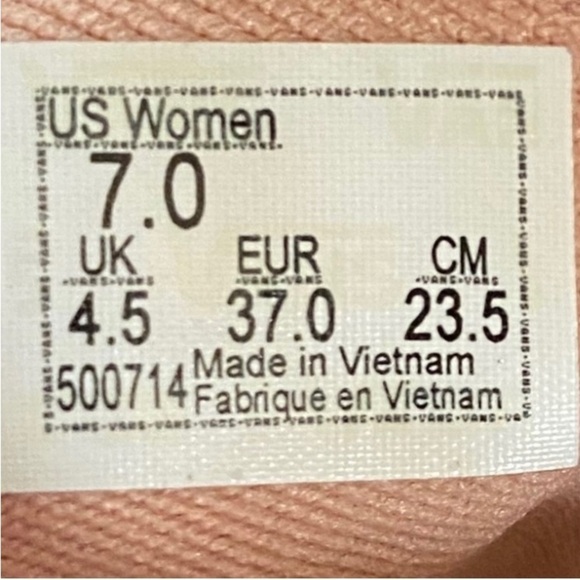 US Women
7.0
UK EUR CM
4.5 37.0 23.5
500714 Made in Vietnam
Fabrique en Vietnam